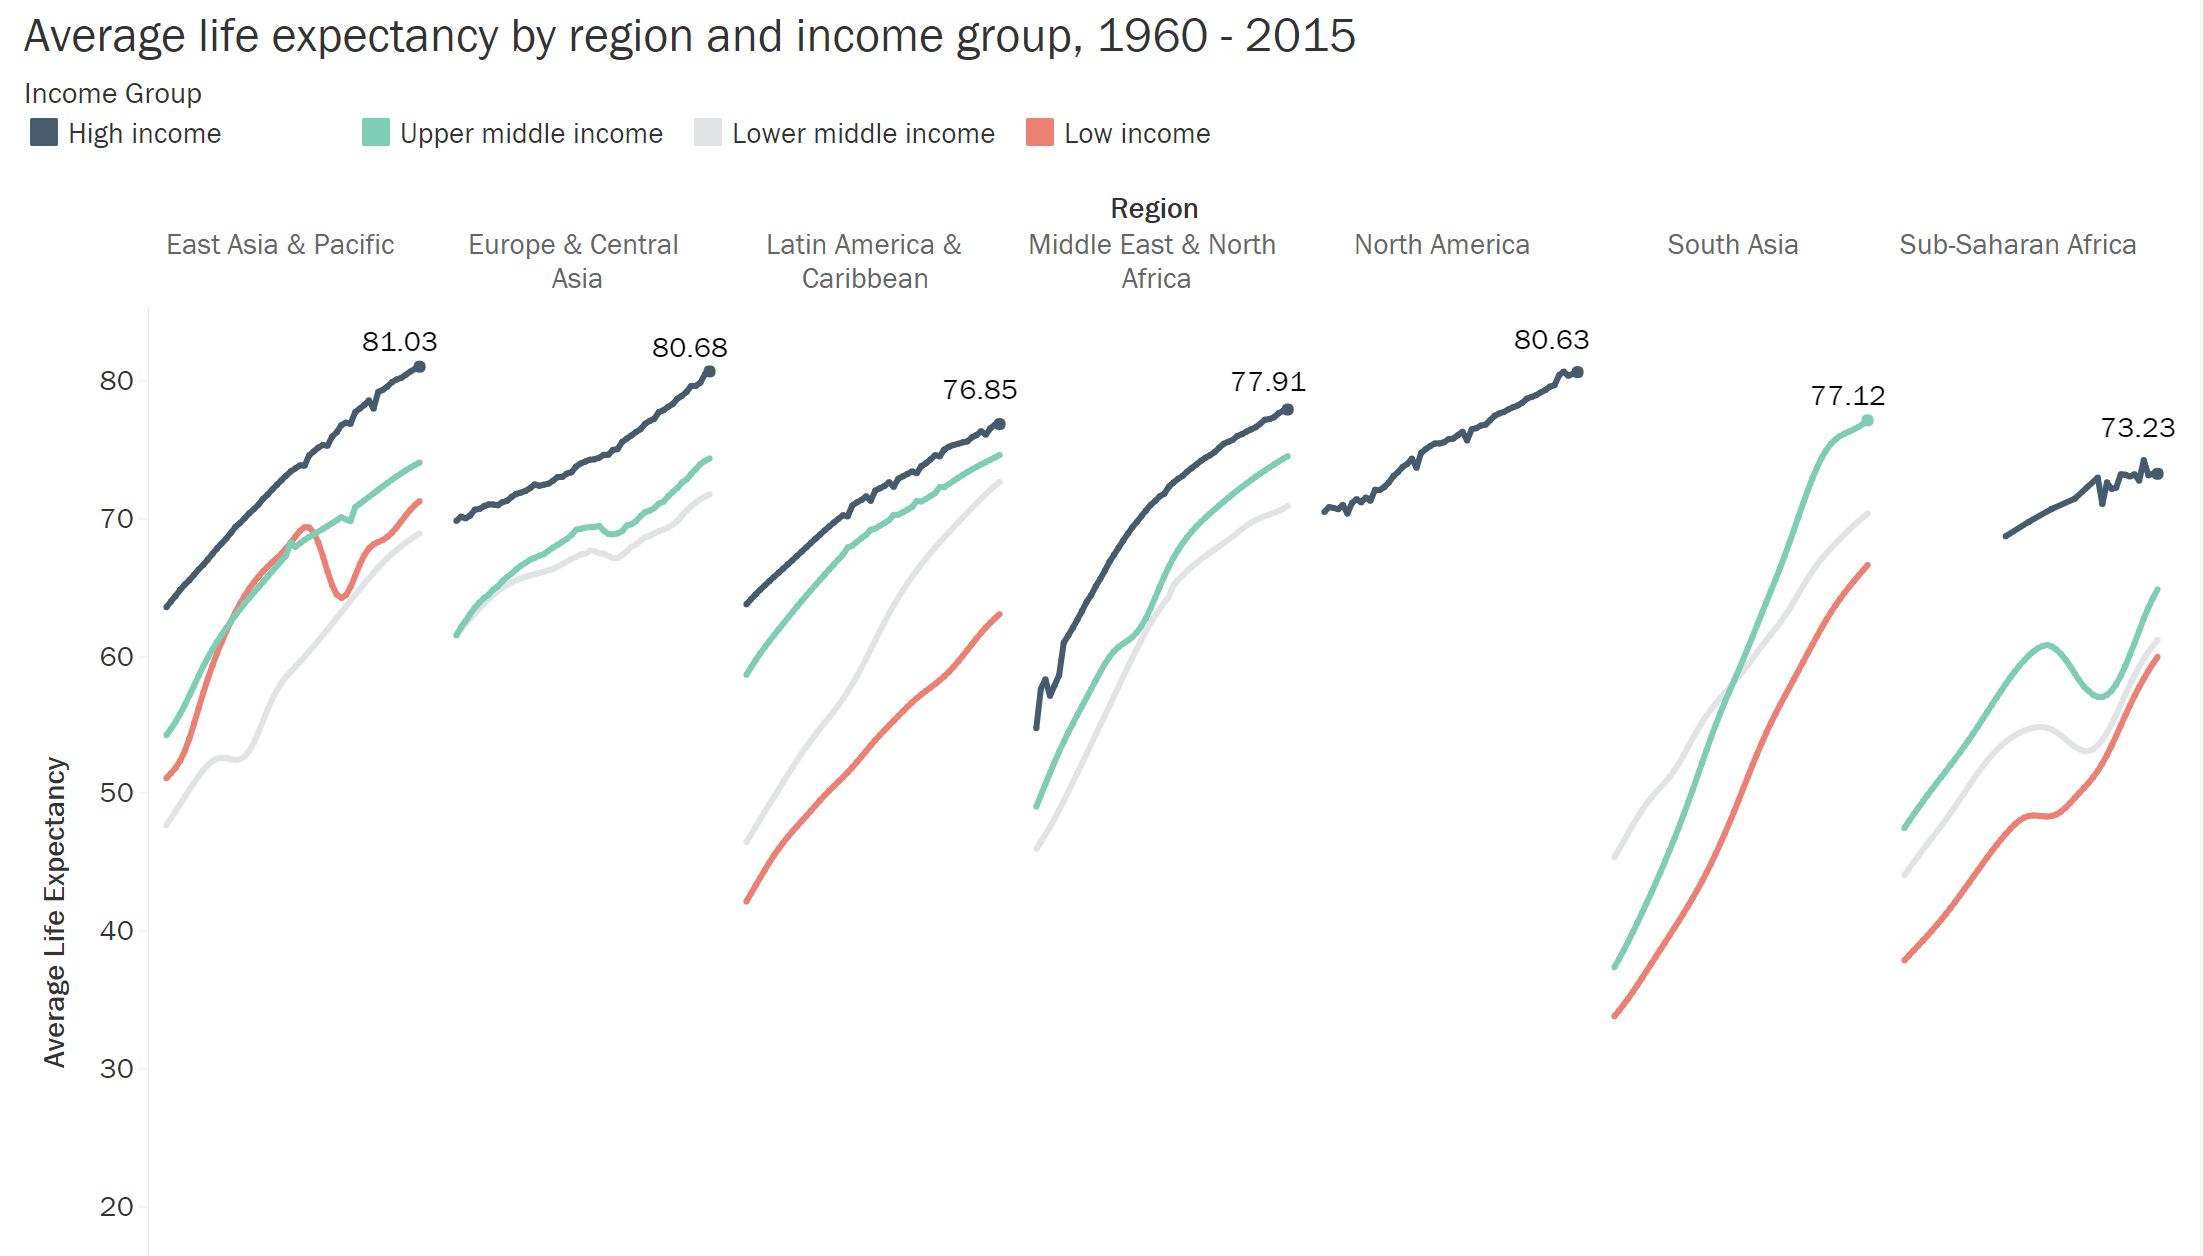 Average life expectancy by region and income group, 1960 - 2015
Income Group
High income
Upper middle income
Lower middle income
Low income
Region
East Asia & Pacific
Europe & Central
Asia
Latin America &
Caribbean
Middle East & North
Africa
North America
South Asia
Sub-Saharan Africa
81.03
80.68
76.85
77.91
80.63
77.12
73.23
80
70
60
50
40
30
20
Average Life Expectancy